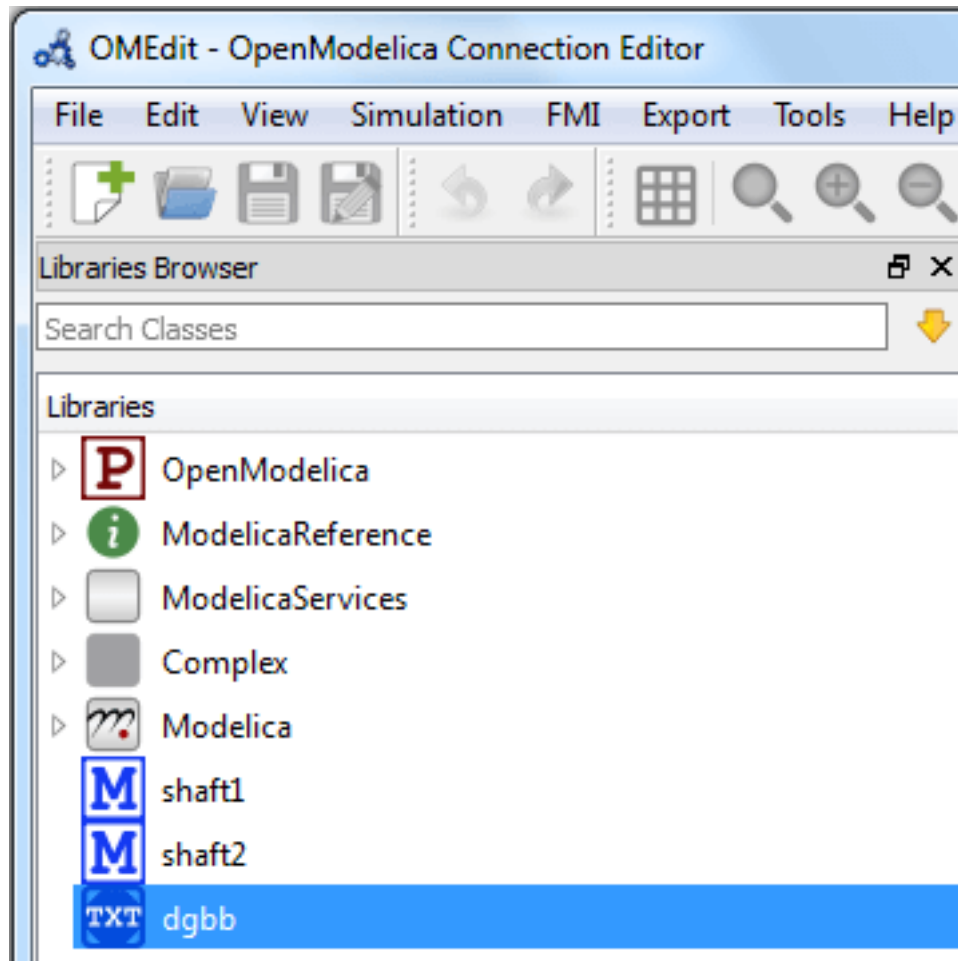 OMEdit - OpenModelica Connection Editor
File Edit View Simulation FMI Export Tools Help
Libraries Browser
Search Classes
Libraries
P OpenModelica
i ModelicaReference
ModelicaServices
Complex
m Modelica
M shaft1
M shaft2
TXT dgbb